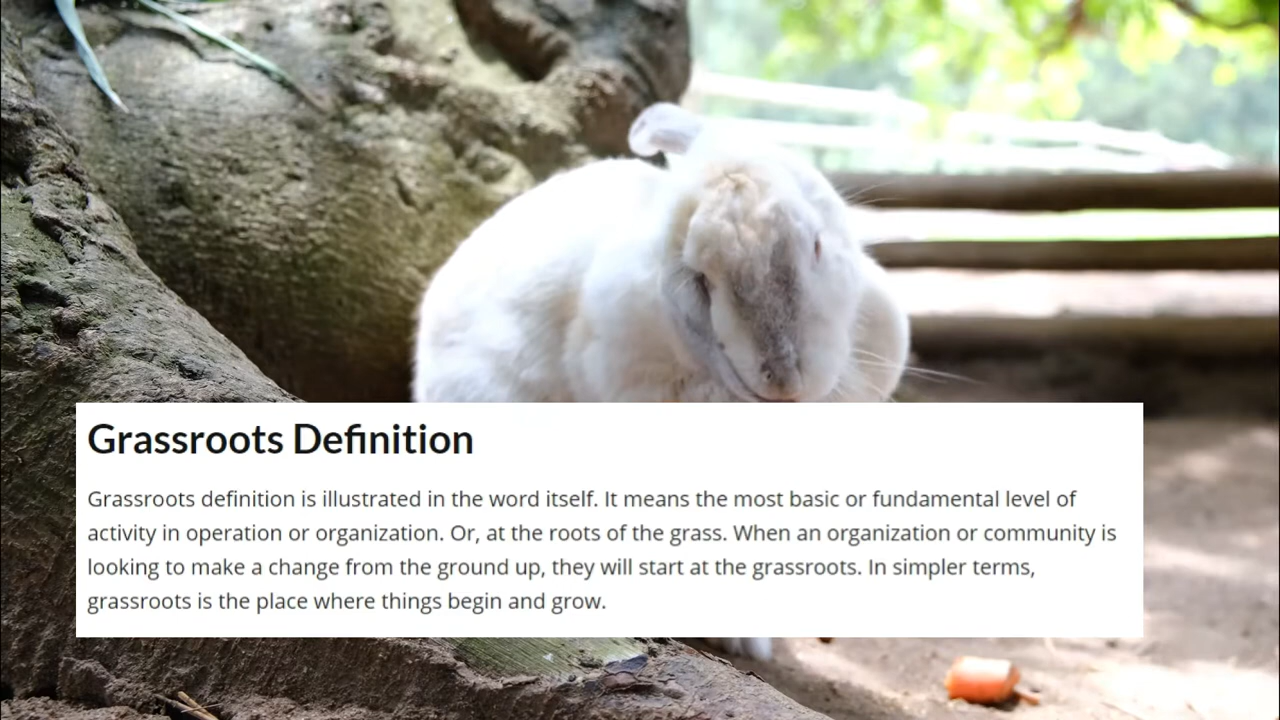 Grassroots Definition
Grassroots definition is illustrated in the word itself. It means the most basic or fundamental level of
activity in operation or organization. Or, at the roots of the grass. When an organization or community is
looking to make a change from the ground up, they will start at the grassroots. In simpler terms,
grassroots is the place where things begin and grow.